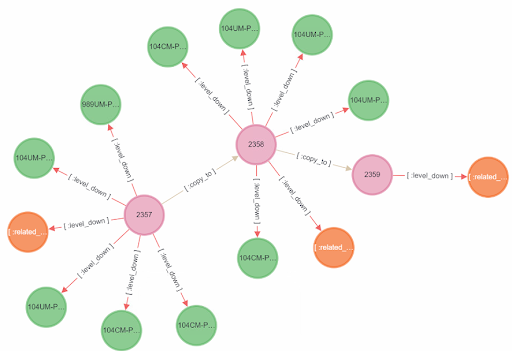 104UM-P...
104UM-P...
104CM-P...
[ :level_down ]
[ :level_down ]
[ :level_down ]
989UM-P...
104UM-P...
[ :level_down ]
2358
[ :level_down ]
[ :copy_to ]
104UM-P...
2359
[ :level_down ]
[ :related_...
[ :level_down ]
[ :copy_to ]
[ :level_down ]
[ :level_down ]
2357
[ :related_...
[ :level_down ]
[ :related_...
104CM-P...
[ :level_down ]
[ :level_down ]
[ :level_down ]
104UM-P...
104CM-P...
104CM-P...